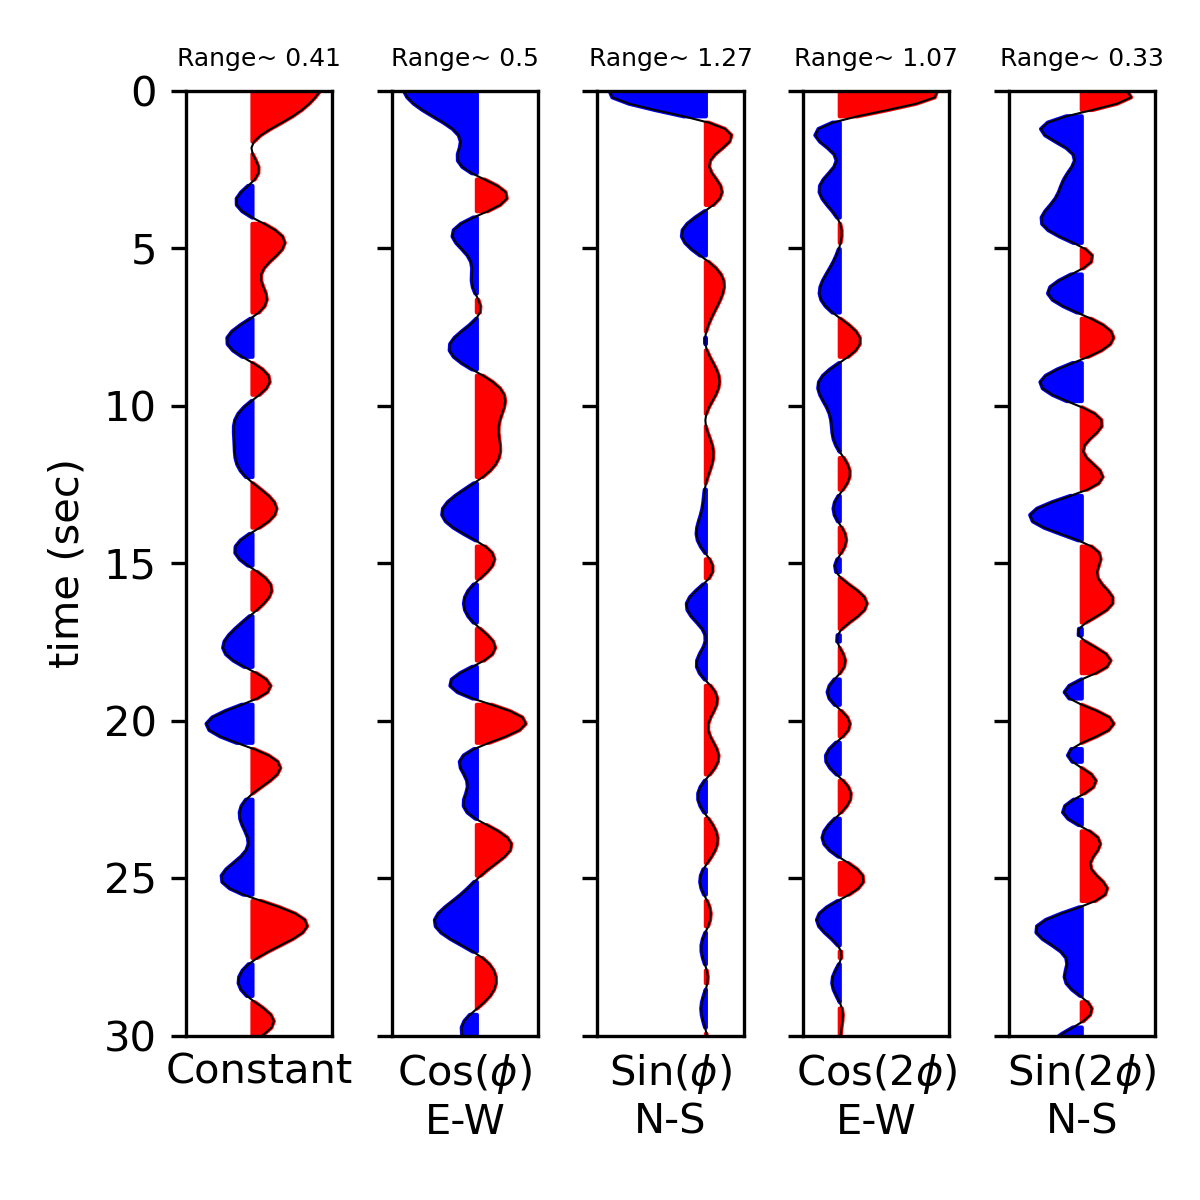 Range~ 0.41 Range~ 0.5 Range~ 1.27 Range~ 1.07 Range~ 0.33
0
5
10
15
20
25
30
time (sec)
Constant Cos(ϕ) Sin(ϕ) Cos(2ϕ) Sin(2ϕ)
E-W N-S E-W N-S